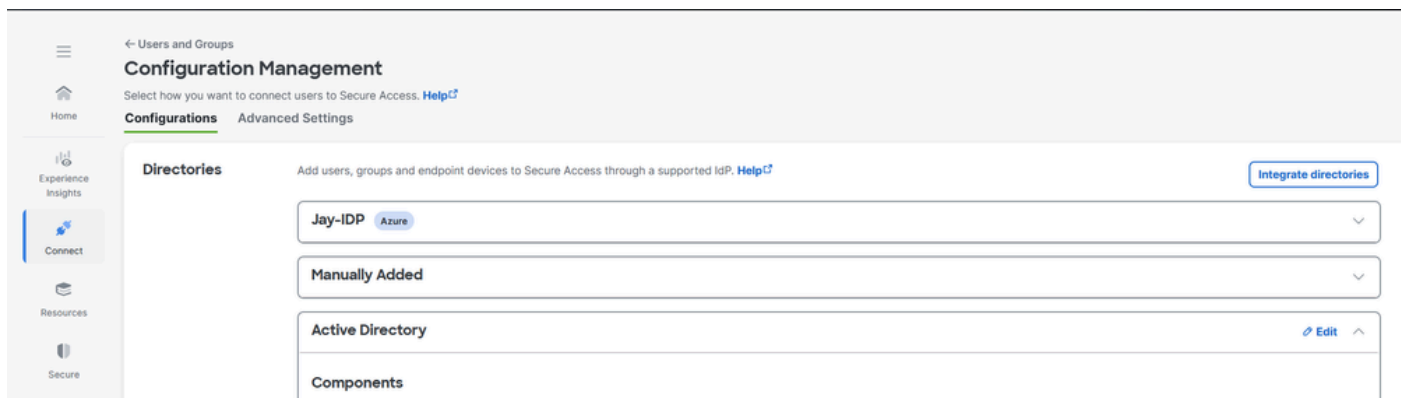 ← Users and Groups
Configuration Management
Select how you want to connect users to Secure Access. Help
Configurations Advanced Settings
Home
Experience
Insights
Connect
Resources
Secure
Directories
Add users, groups and endpoint devices to Secure Access through a supported IdP. Help
Integrate directories
Jay-IDP Azure
Manually Added
Active Directory
Edit
Components